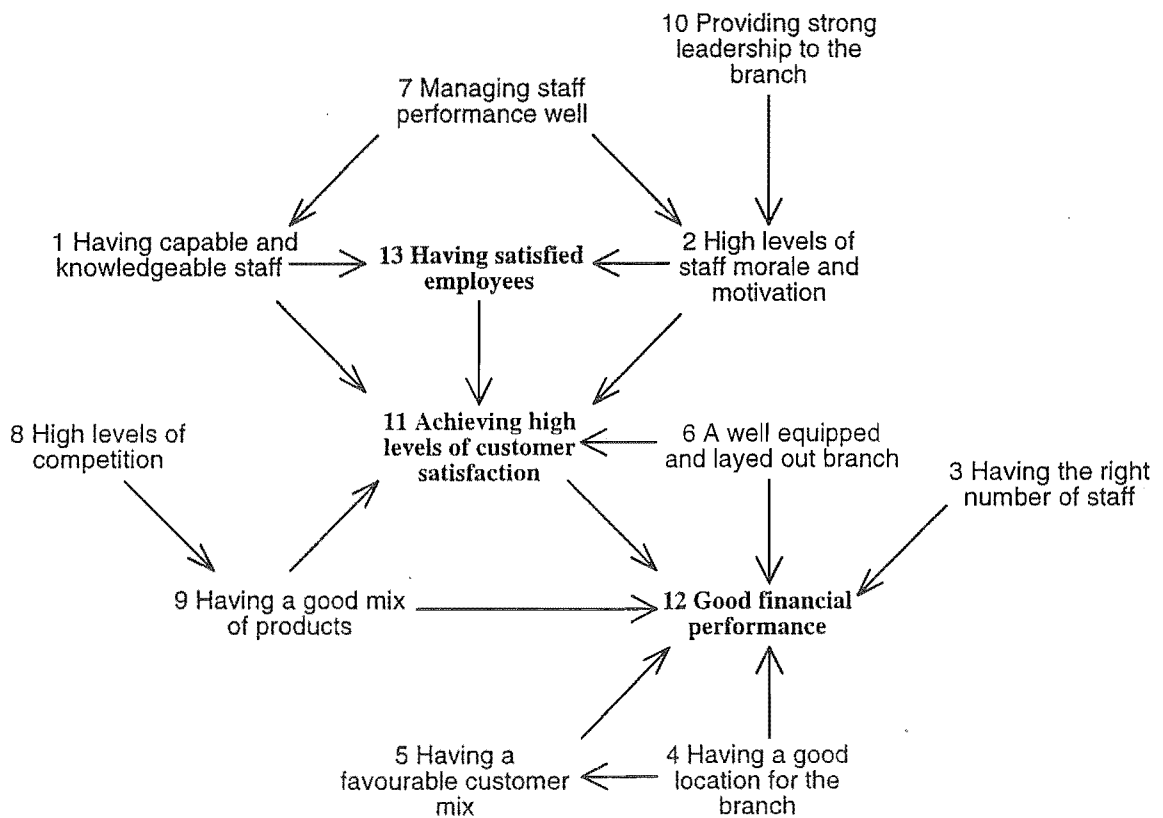 10 Providing strong
leadership to the
branch
7 Managing staff
performance well
1 Having capable and
knowledgeable staff
13 Having satisfied
employees
2 High levels of
staff morale and
motivation
8 High levels of
competition
11 Achieving high
levels of customer
satisfaction
6 A well equipped
and layed out branch
3 Having the right
number of staff
9 Having a good mix
of products
12 Good financial
performance
5 Having a
favourable customer
mix
4 Having a good
location for the
branch